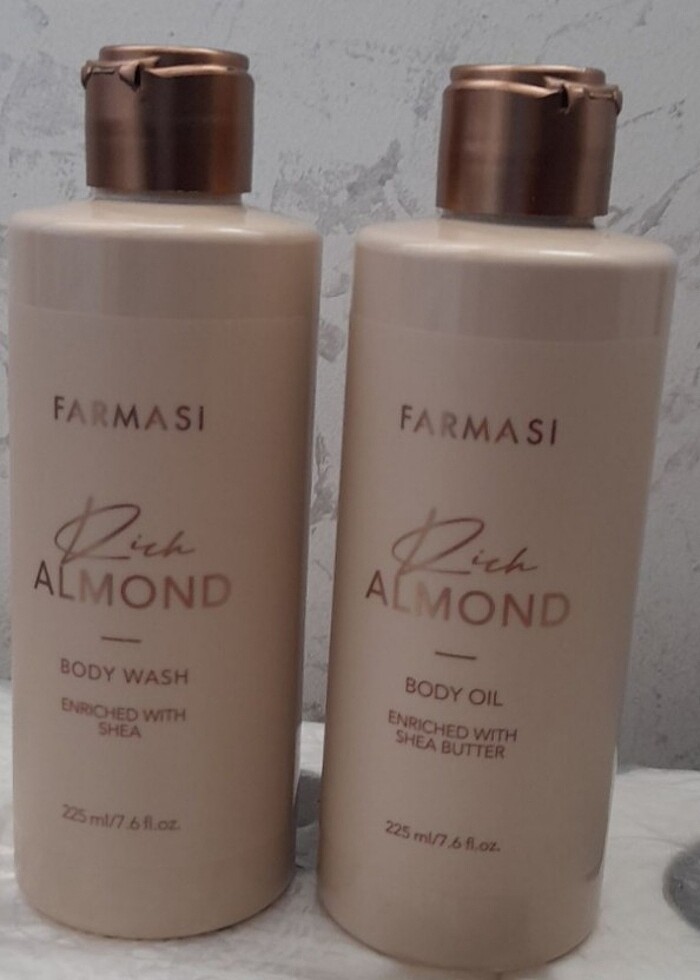 FARMASI
Rich
ALMOND
BODY WASH
ENRICHED WITH
SHEA
225 ml/7.6 fl.oz.
FARMASI
Rich
ALMOND
BODY OIL
ENRICHED WITH
SHEA BUTTER
225 ml/7.6 fl.oz.